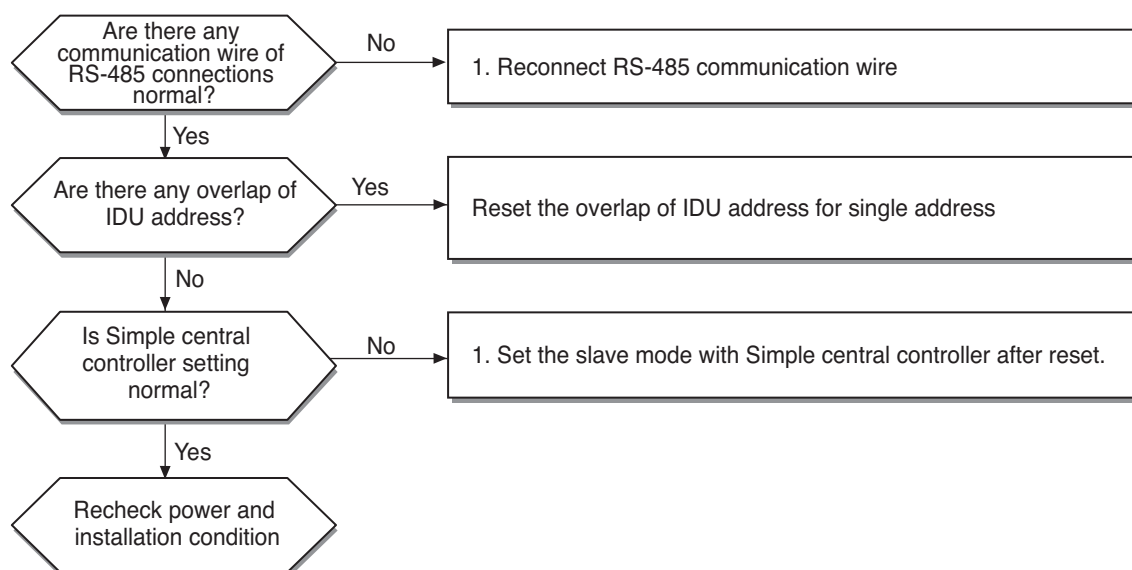 Are there any
communication wire of
RS-485 connections
normal?
No
1. Reconnect RS-485 communication wire
Yes
Are there any overlap of
IDU address?
Yes
Reset the overlap of IDU address for single address
No
Is Simple central
controller setting
normal?
No
1. Set the slave mode with Simple central controller after reset.
Yes
Recheck power and
installation condition